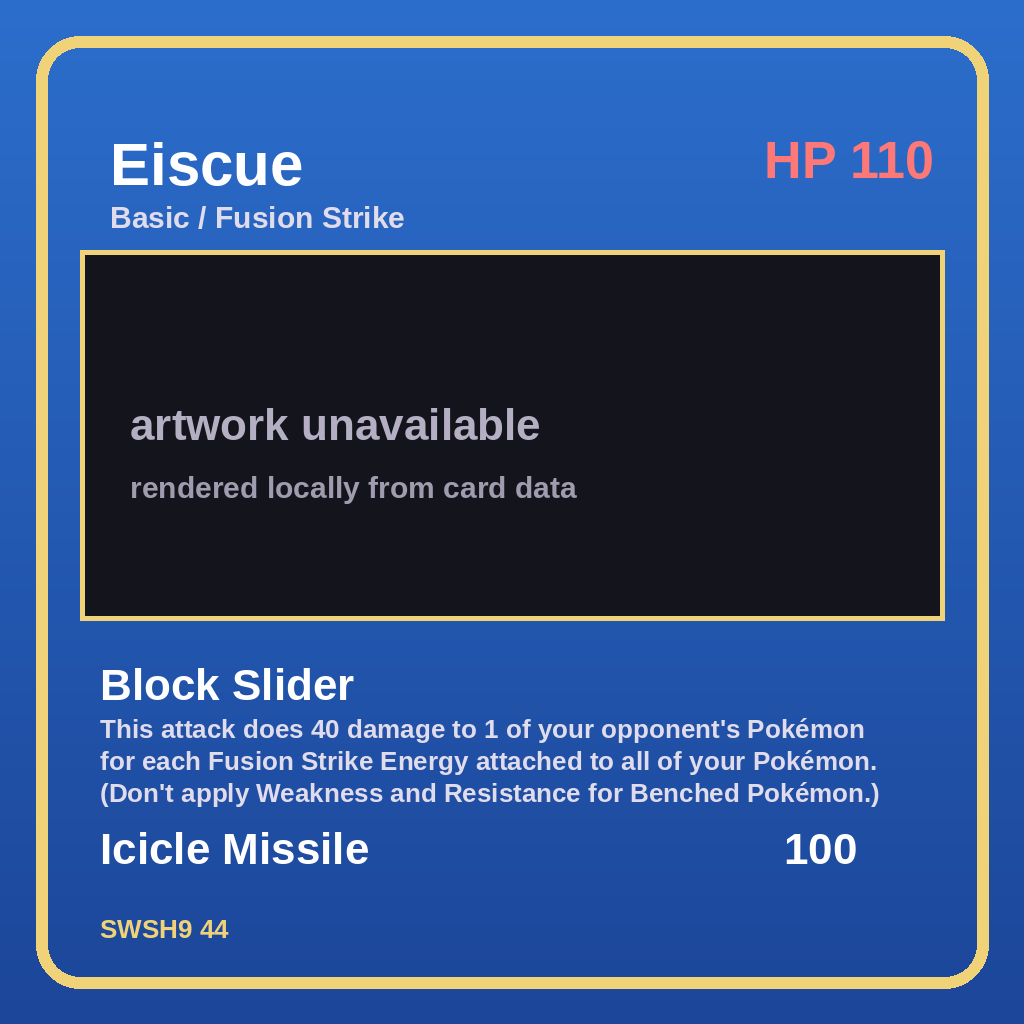 Eiscue
HP 110
Basic / Fusion Strike
artwork unavailable
rendered locally from card data
Block Slider
This attack does 40 damage to 1 of your opponent's Pokémon
for each Fusion Strike Energy attached to all of your Pokémon.
(Don't apply Weakness and Resistance for Benched Pokémon.)
Icicle Missile
100
SWSH9 44